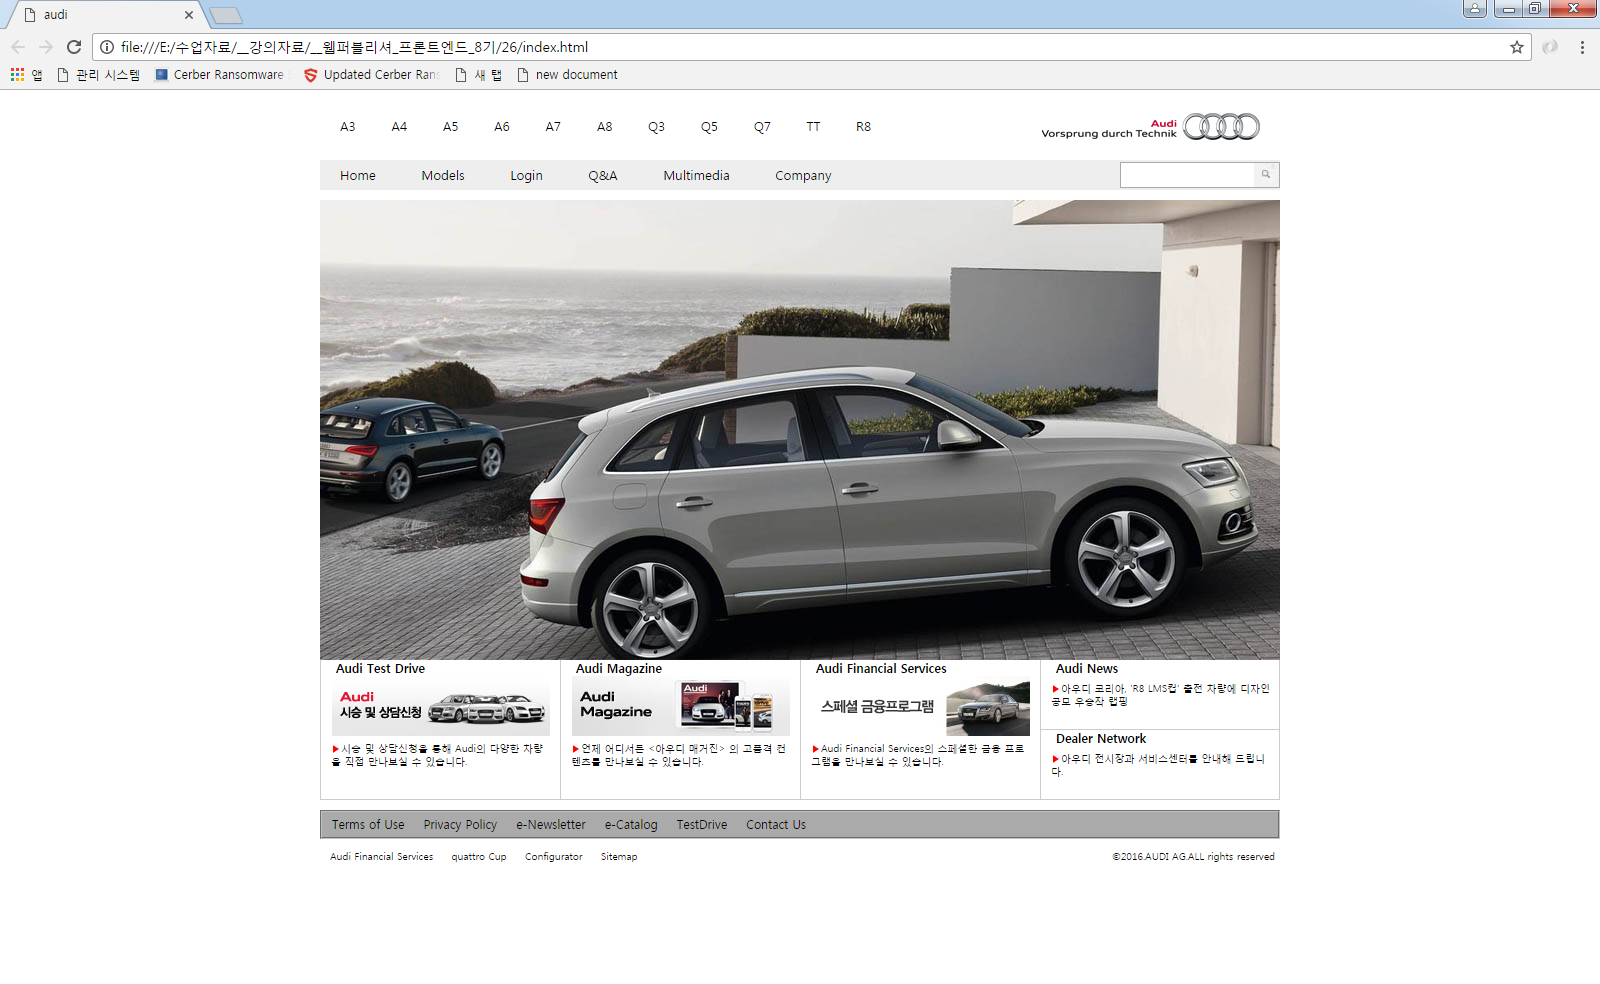 audi
file:///E:/수업자료/__강의자료/__웹퍼블리셔_프론트엔드_8기/26/index.html
앱 관리 시스템 Cerber Ransomware Updated Cerber Rans 새 탭 new document
A3 A4 A5 A6 A7 A8 Q3 Q5 Q7 TT R8
Audi
Vorsprung durch Technik
Home Models Login Q&A Multimedia Company
Audi Test Drive
Audi
시승 및 상담신청
▶시승 및 상담신청을 통해 Audi의 다양한 차량
을 직접 만나보실 수 있습니다.
Audi Magazine
Audi
Magazine
Audi
▶언제 어디서든 <아우디 매거진> 의 고품격 컨
텐츠를 만나보실 수 있습니다.
Audi Financial Services
스페셜 금융프로그램
▶Audi Financial Services의 스페셜한 금융 프로
그램을 만나보실 수 있습니다.
Audi News
▶아우디 코리아, 'R8 LMS컵' 출전 차량에 디자인
공모 우승작 랩핑
Dealer Network
▶아우디 전시장과 서비스센터를 안내해 드립니
다.
Terms of Use Privacy Policy e-Newsletter e-Catalog TestDrive Contact Us
Audi Financial Services quattro Cup Configurator Sitemap ©2016.AUDI AG.ALL rights reserved